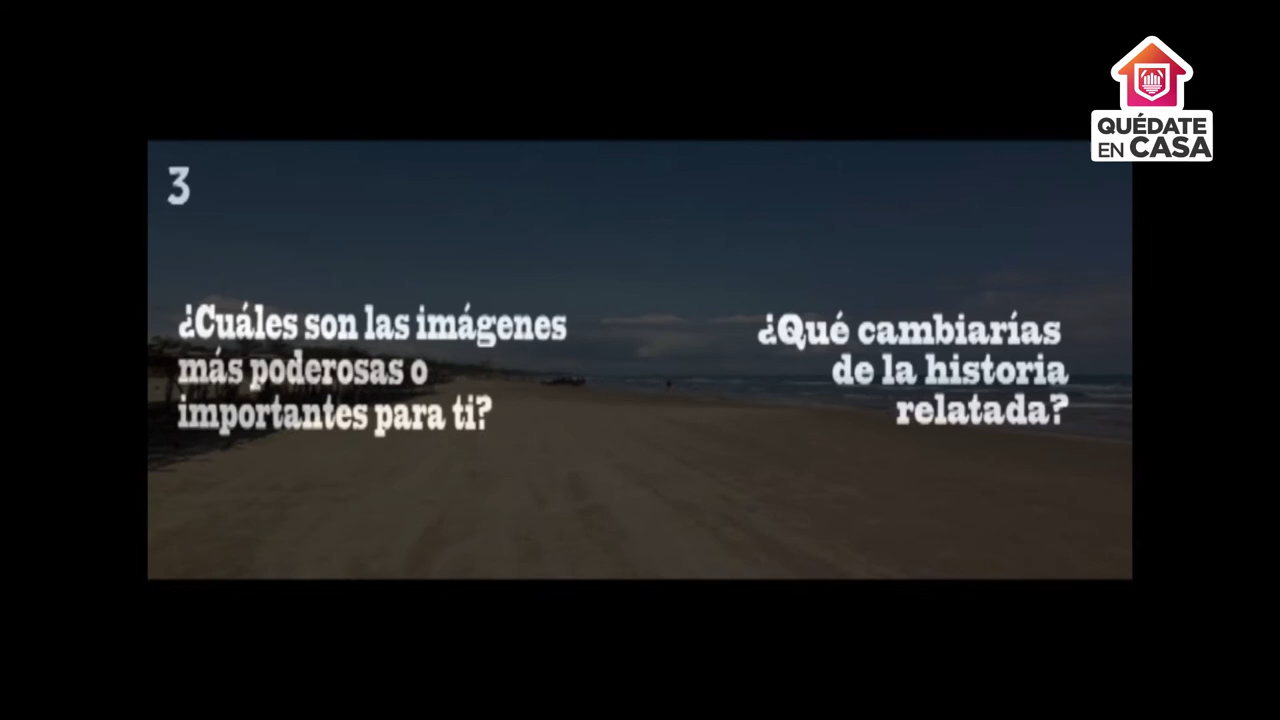 QUÉDATE
EN CASA
3
¿Cuáles son las imágenes
más poderosas o
importantes para ti?
¿Qué cambiarías
de la historia
relatada?